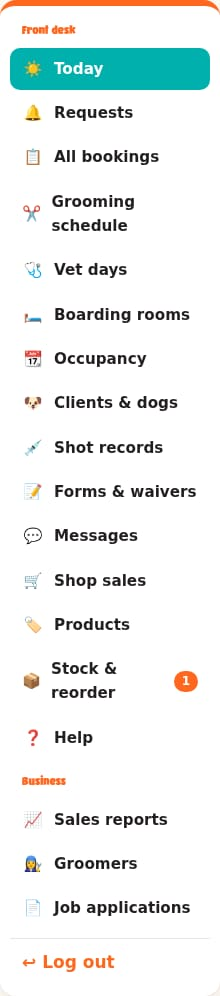 Front desk
Today
Requests
All bookings
Grooming
schedule
Vet days
Boarding rooms
Occupancy
Clients & dogs
Shot records
Forms & waivers
Messages
Shop sales
Products
Stock &
reorder
1
Help
Business
Sales reports
Groomers
Job applications
↩ Log out